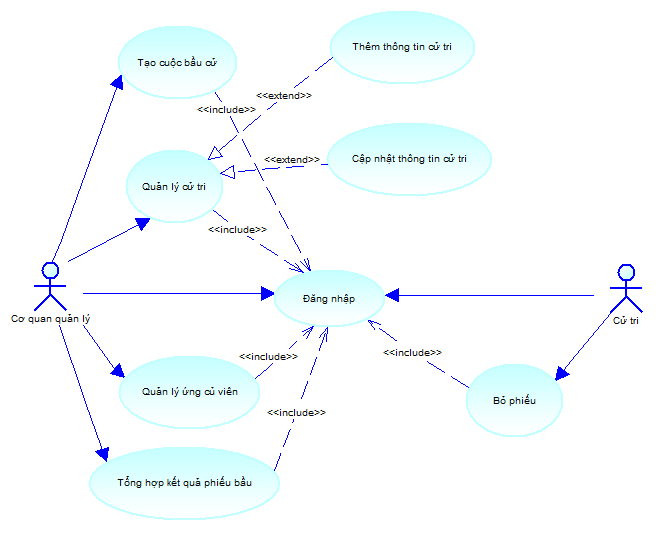 Thêm thông tin cử tri
Tạo cuộc bầu cử
<<extend>>
<<include>>
Cập nhật thông tin cử tri
<<extend>>
Quản lý cử tri
<<include>>
Đăng nhập
Cơ quan quản lý
Cử tri
<<include>>
<<include>>
Quản lý ứng củ viên
Bỏ phiếu
<<include>>
Tổng hợp kết quả phiếu bầu